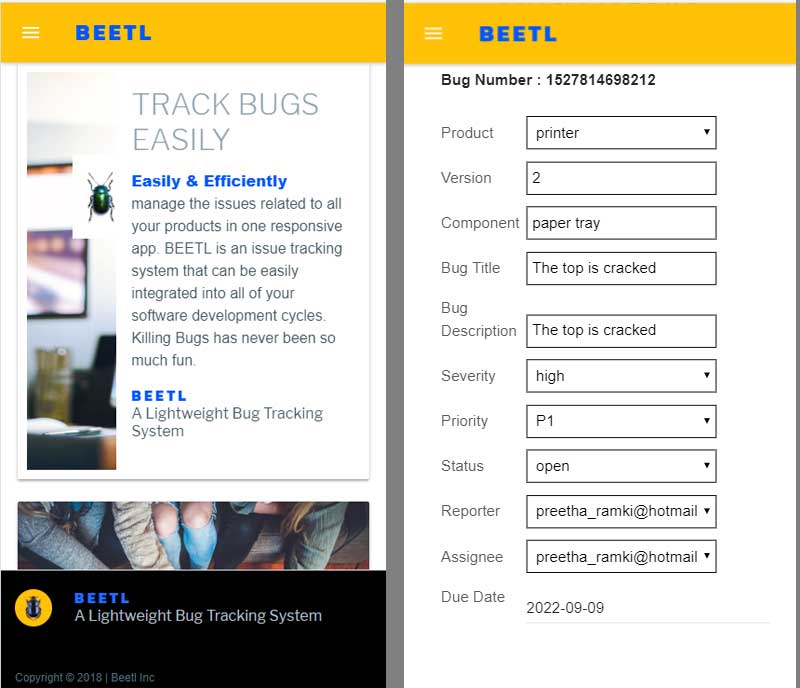 BEETL
TRACK BUGS
EASILY
Easily & Efficiently
manage the issues related to all
your products in one responsive
app. BEETL is an issue tracking
system that can be easily
integrated into all of your
software development cycles.
Killing Bugs has never been so
much fun.
BEETL
A Lightweight Bug Tracking
System
BEETL
A Lightweight Bug Tracking System
Copyright © 2018 | Beetl Inc
BEETL
Bug Number : 1527814698212
Product printer
Version 2
Component paper tray
Bug Title The top is cracked
Bug
Description The top is cracked
Severity high
Priority P1
Status open
Reporter preetha_ramki@hotmail
Assignee preetha_ramki@hotmail
Due Date
2022-09-09